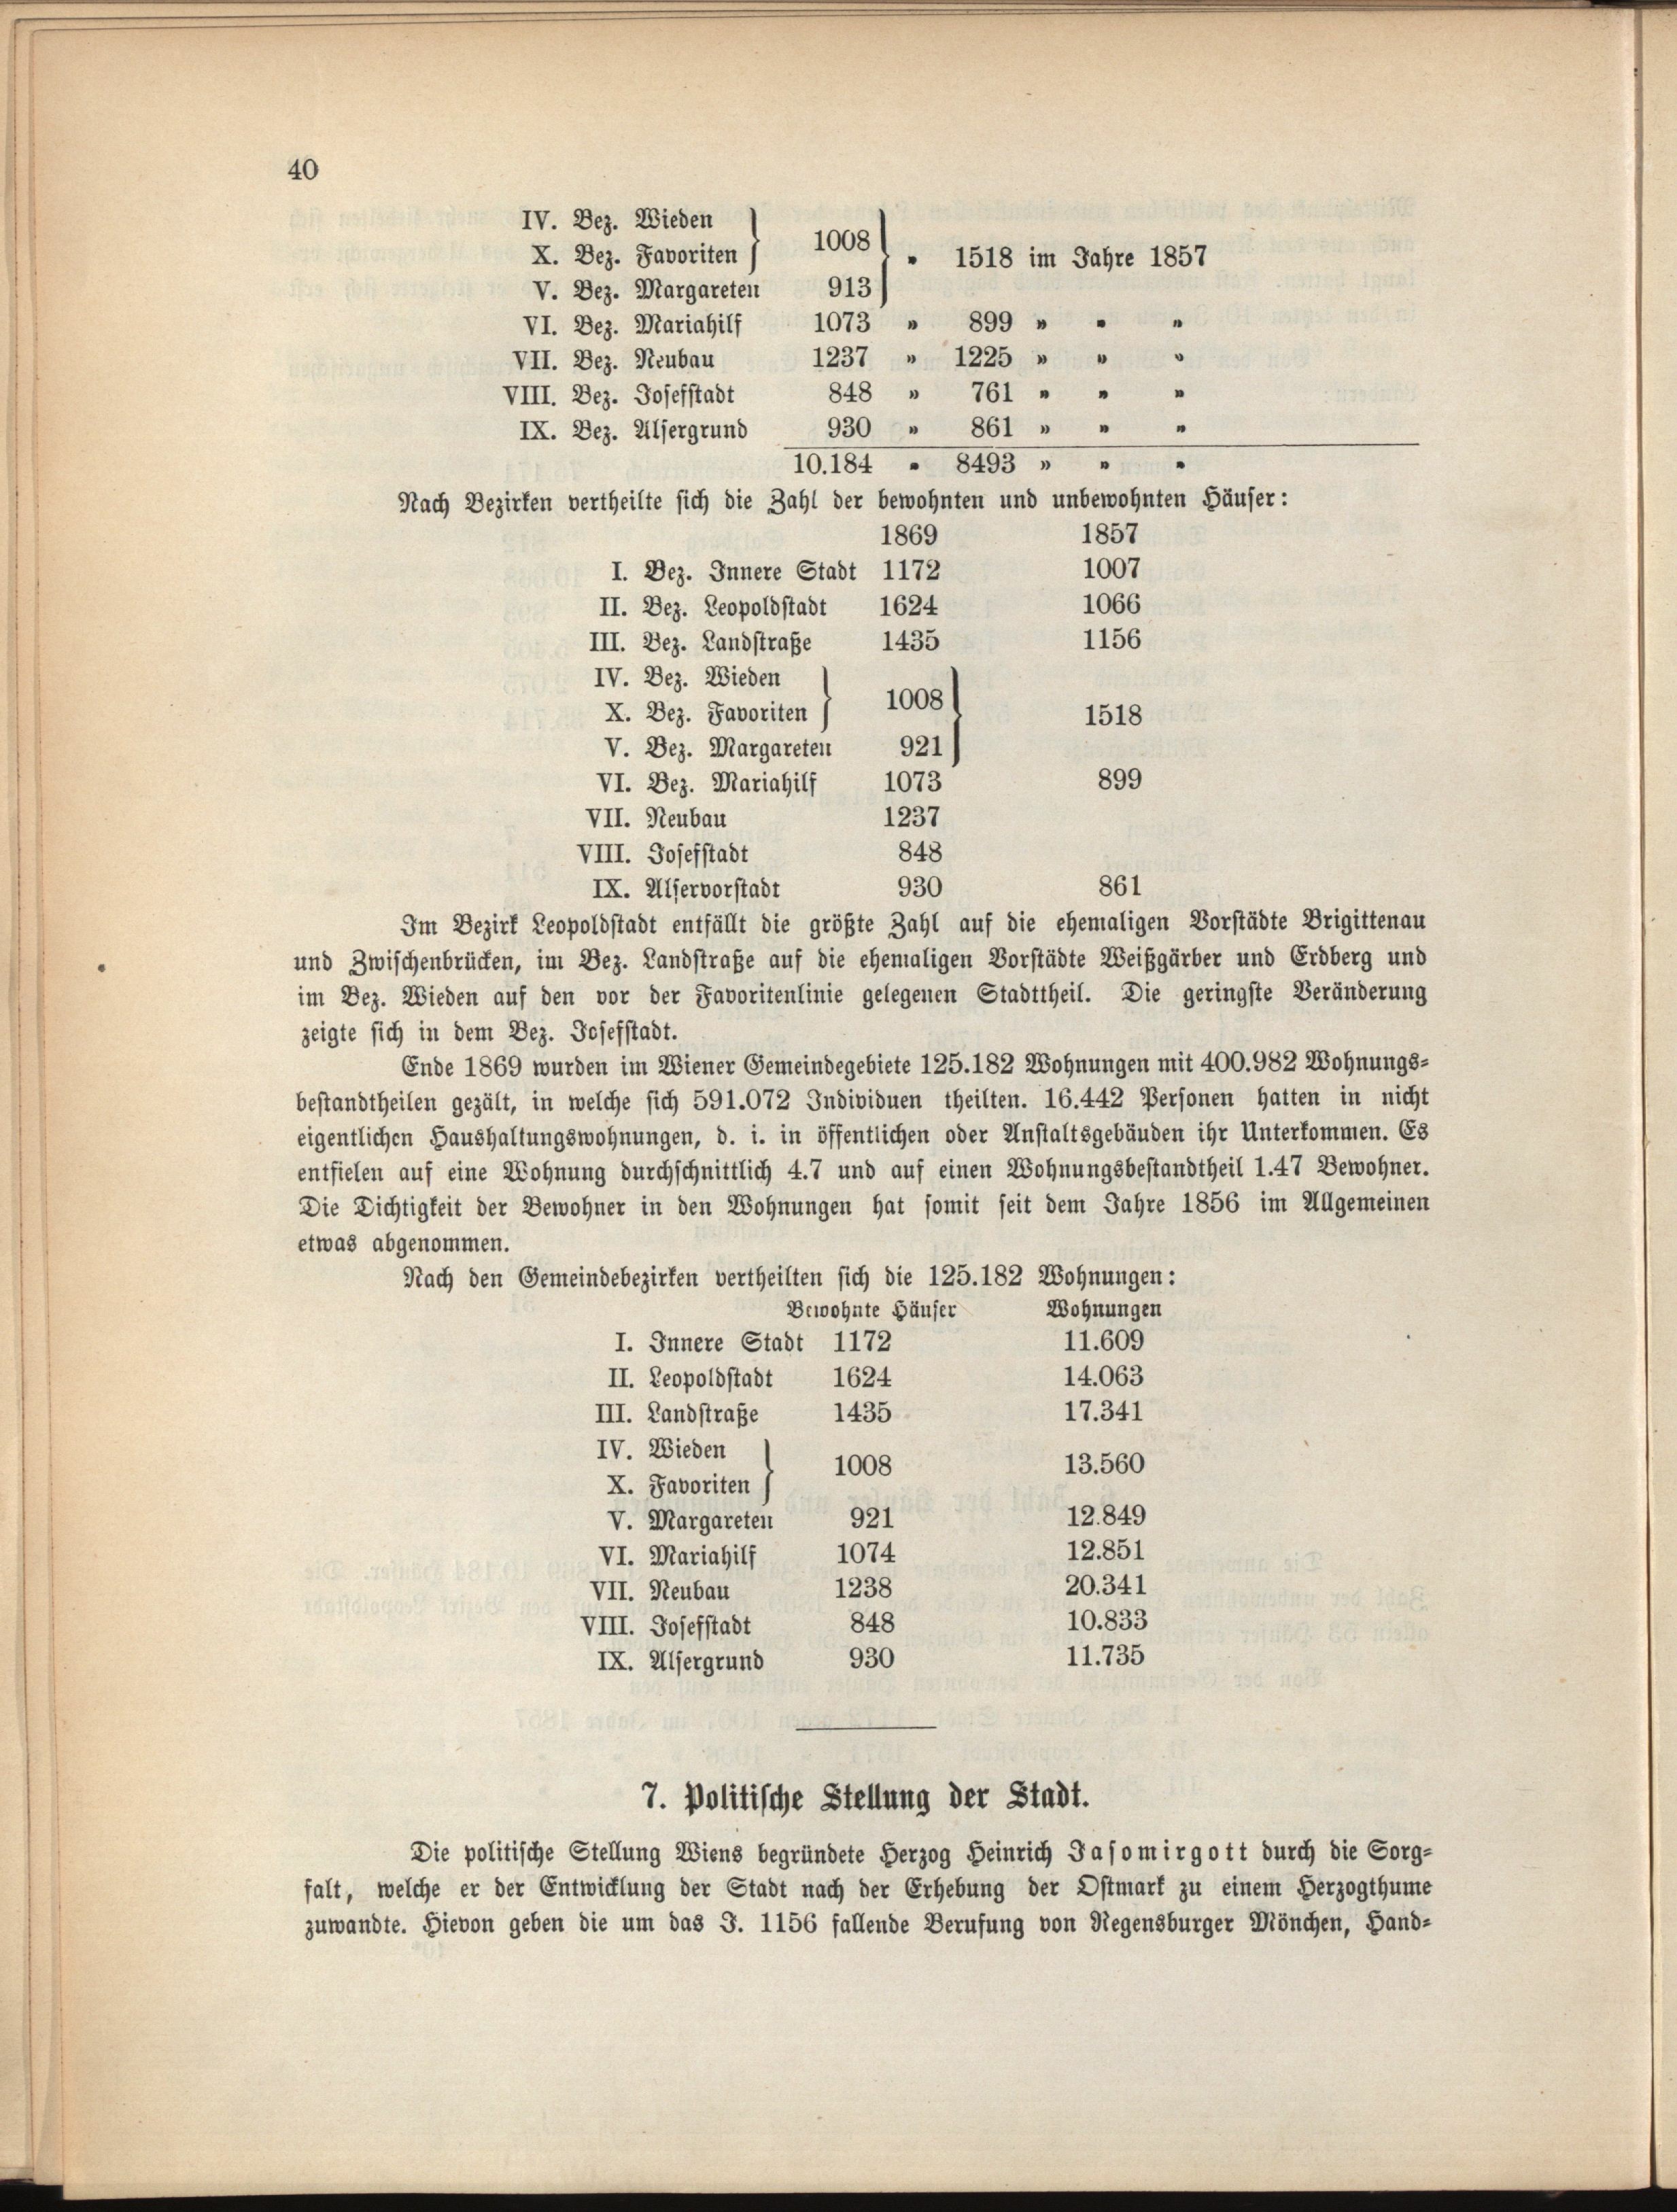 40
IV. Bez. Wieden
X. Bez. Favoriten } 1008 } „ 1518 im Jahre 1857
V. Bez. Margareten 913
VI. Bez. Mariahilf 1073 „ 899 „ „ „
VII. Bez. Neubau 1237 „ 1225 „ „ „
VIII. Bez. Josefstadt 848 „ 761 „ „ „
IX. Bez. Alsergrund 930 „ 861 „ „ „
10.184 „ 8493 „ „ „
Nach Bezirken vertheilte sich die Zahl der bewohnten und unbewohnten Häuser:
1869 1857
I. Bez. Innere Stadt 1172 1007
II. Bez. Leopoldstadt 1624 1066
III. Bez. Landstraße 1435 1156
IV. Bez. Wieden
X. Bez. Favoriten } 1008 } 1518
V. Bez. Margareten 921
VI. Bez. Mariahilf 1073 899
VII. Neubau 1237
VIII. Josefstadt 848
IX. Alservorstadt 930 861
Im Bezirk Leopoldstadt entfällt die größte Zahl auf die ehemaligen Vorstädte Brigittenau
und Zwischenbrücken, im Bez. Landstraße auf die ehemaligen Vorstädte Weißgärber und Erdberg und
im Bez. Wieden auf den vor der Favoritenlinie gelegenen Stadttheil. Die geringste Veränderung
zeigte sich in dem Bez. Josefstadt.
Ende 1869 wurden im Wiener Gemeindegebiete 125.182 Wohnungen mit 400.982 Wohnungs-
bestandtheilen gezält, in welche sich 591.072 Individuen theilten. 16.442 Personen hatten in nicht
eigentlichen Haushaltungswohnungen, d. i. in öffentlichen oder Anstaltsgebäuden ihr Unterkommen. Es
entfielen auf eine Wohnung durchschnittlich 4.7 und auf einen Wohnungsbestandtheil 1.47 Bewohner.
Die Dichtigkeit der Bewohner in den Wohnungen hat somit seit dem Jahre 1856 im Allgemeinen
etwas abgenommen.
Nach den Gemeindebezirken vertheilten sich die 125.182 Wohnungen:
Bewohnte Häuser Wohnungen
I. Innere Stadt 1172 11.609
II. Leopoldstadt 1624 14.063
III. Landstraße 1435 17.341
IV. Wieden
X. Favoriten } 1008 13.560
V. Margareten 921 12.849
VI. Mariahilf 1074 12.851
VII. Neubau 1238 20.341
VIII. Josefstadt 848 10.833
IX. Alsergrund 930 11.735
7. Politische Stellung der Stadt.
Die politische Stellung Wiens begründete Herzog Heinrich Jasomirgott durch die Sorg-
falt, welche er der Entwicklung der Stadt nach der Erhebung der Ostmark zu einem Herzogthume
zuwandte. Hievon geben die um das J. 1156 fallende Berufung von Regensburger Mönchen, Hand-